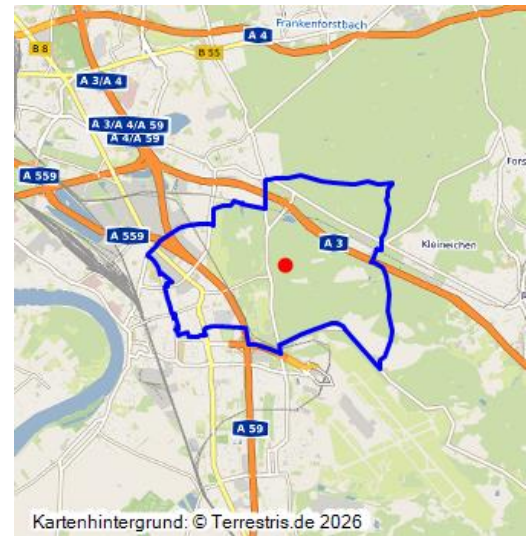 Frankenforstbach
A 4
B 8
B 55
A 3/A 4
A 3/A 4/A 59
A 4/A 59
A 559
Fors
A 559
A 3
Kleineichen
A 59
Kartenhintergrund: © Terrestris.de 2026